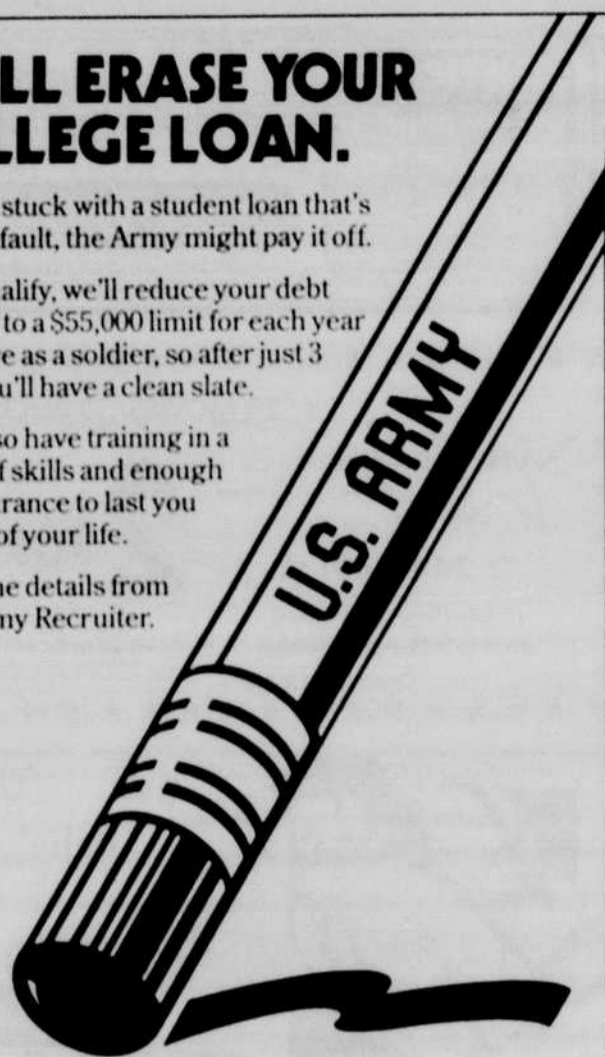 LL ERASE YOUR
LLEGE LOAN.
stuck with a student loan that's
fault, the Army might pay it off.
alify, we'll reduce your debt
to a $55,000 limit for each year
e as a soldier, so after just 3
u'll have a clean slate.
so have training in a
f skills and enough
rance to last you
of your life.
e details from
my Recruiter.
U.S. ARMY